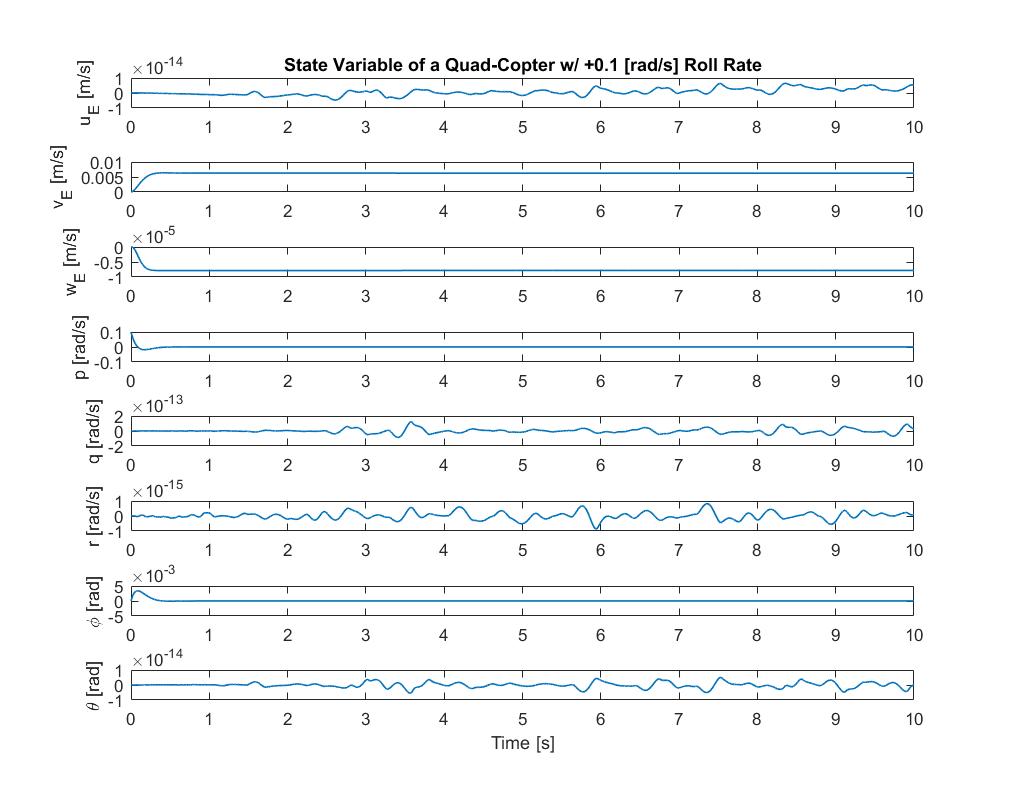 State Variable of a Quad-Copter w/ +0.1 [rad/s] Roll Rate
×10^-14
u_E [m/s]
1
0
-1
0 1 2 3 4 5 6 7 8 9 10
v_E [m/s]
0.01
0.005
0
0 1 2 3 4 5 6 7 8 9 10
×10^-5
w_E [m/s]
0
-0.5
-1
0 1 2 3 4 5 6 7 8 9 10
p [rad/s]
0.1
0
-0.1
0 1 2 3 4 5 6 7 8 9 10
×10^-13
q [rad/s]
2
0
-2
0 1 2 3 4 5 6 7 8 9 10
×10^-15
r [rad/s]
1
0
-1
0 1 2 3 4 5 6 7 8 9 10
×10^-3
ϕ [rad]
5
0
-5
0 1 2 3 4 5 6 7 8 9 10
×10^-14
θ [rad]
1
0
-1
0 1 2 3 4 5 6 7 8 9 10
Time [s]